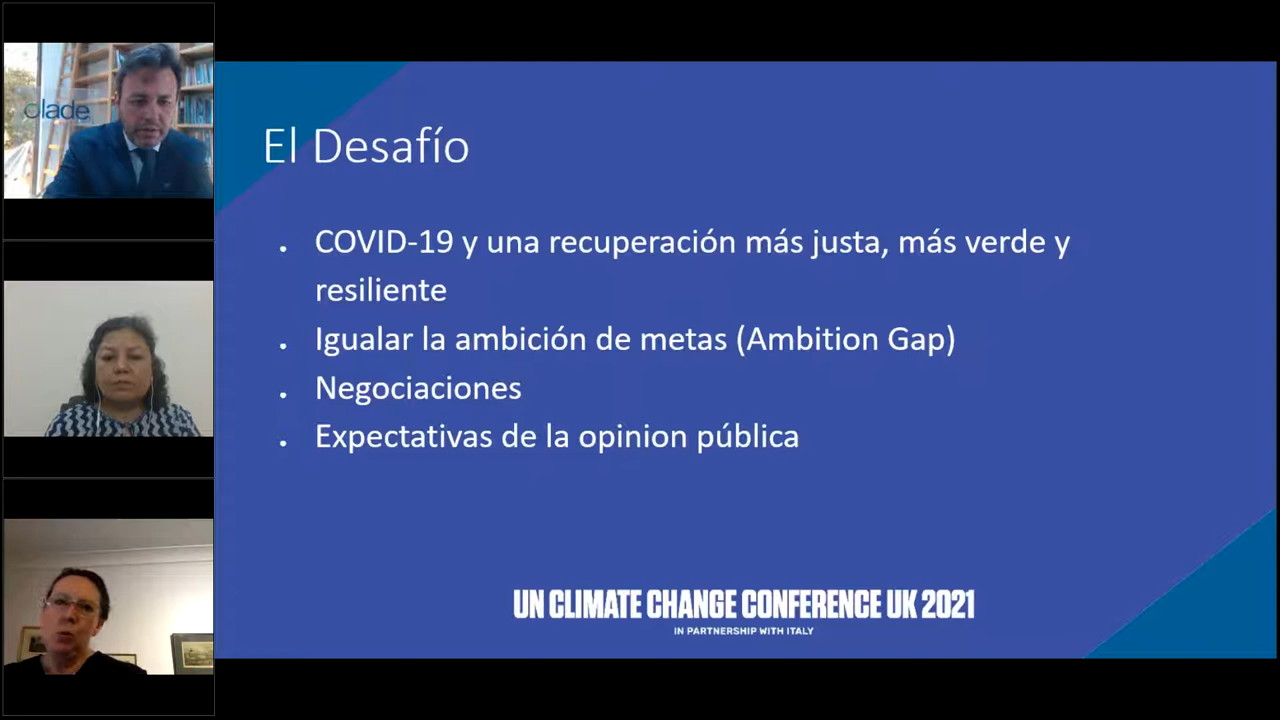 olade
El Desafío
. COVID-19 y una recuperación más justa, más verde y
resiliente
. Igualar la ambición de metas (Ambition Gap)
. Negociaciones
. Expectativas de la opinion pública
UN CLIMATE CHANGE CONFERENCE UK 2021
IN PARTNERSHIP WITH ITALY